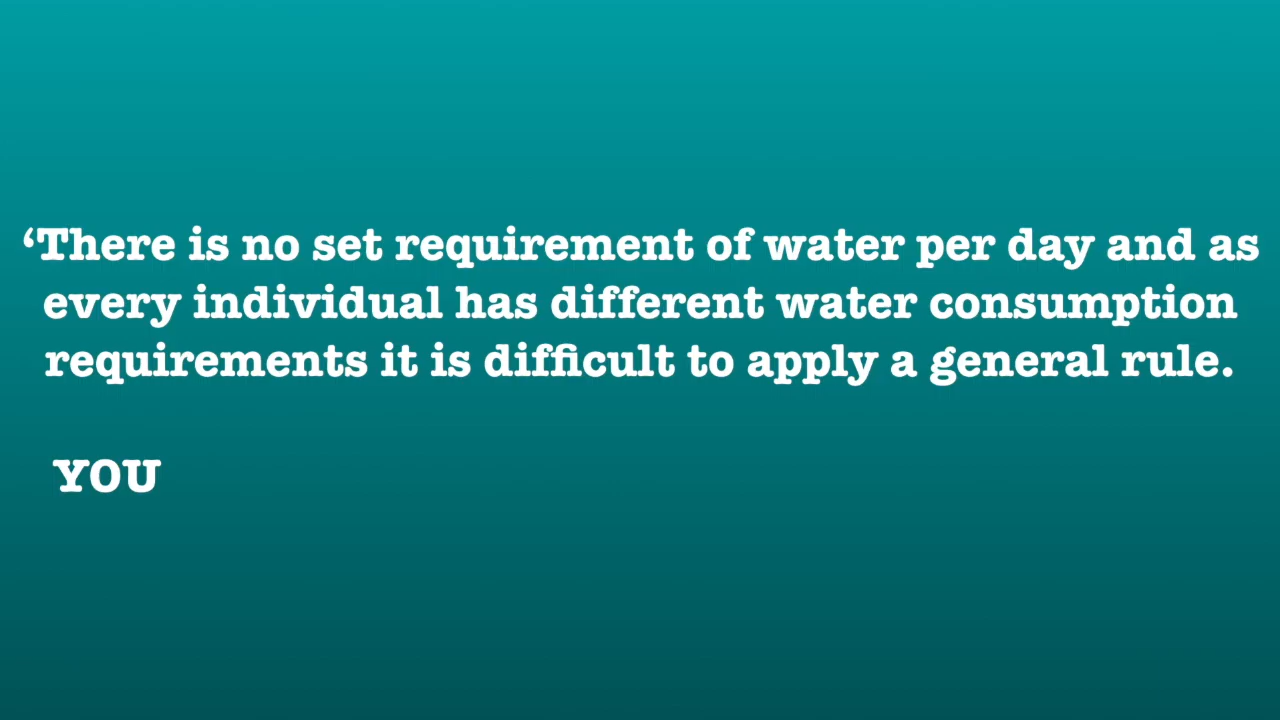 ‘There is no set requirement of water per day and as
every individual has different water consumption
requirements it is difficult to apply a general rule.
YOU